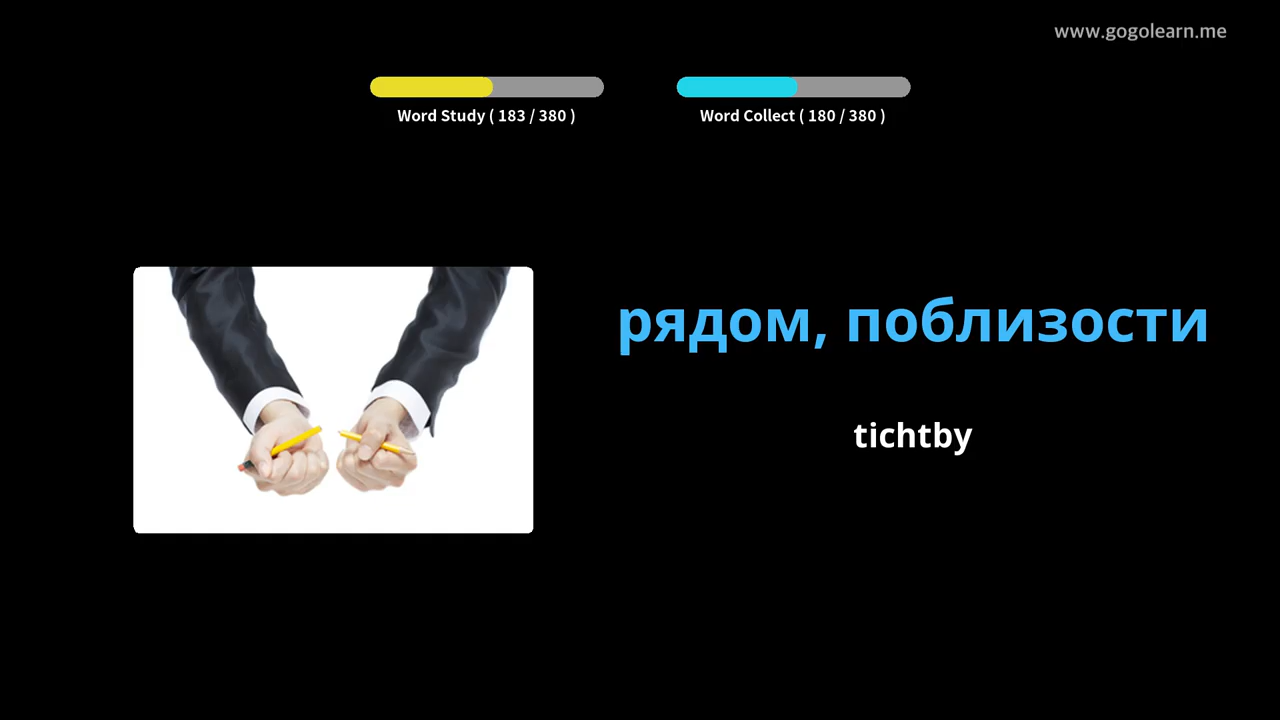 www.gogolearn.me
Word Study ( 183 / 380 )
Word Collect ( 180 / 380 )
рядом, поблизости
tichtby